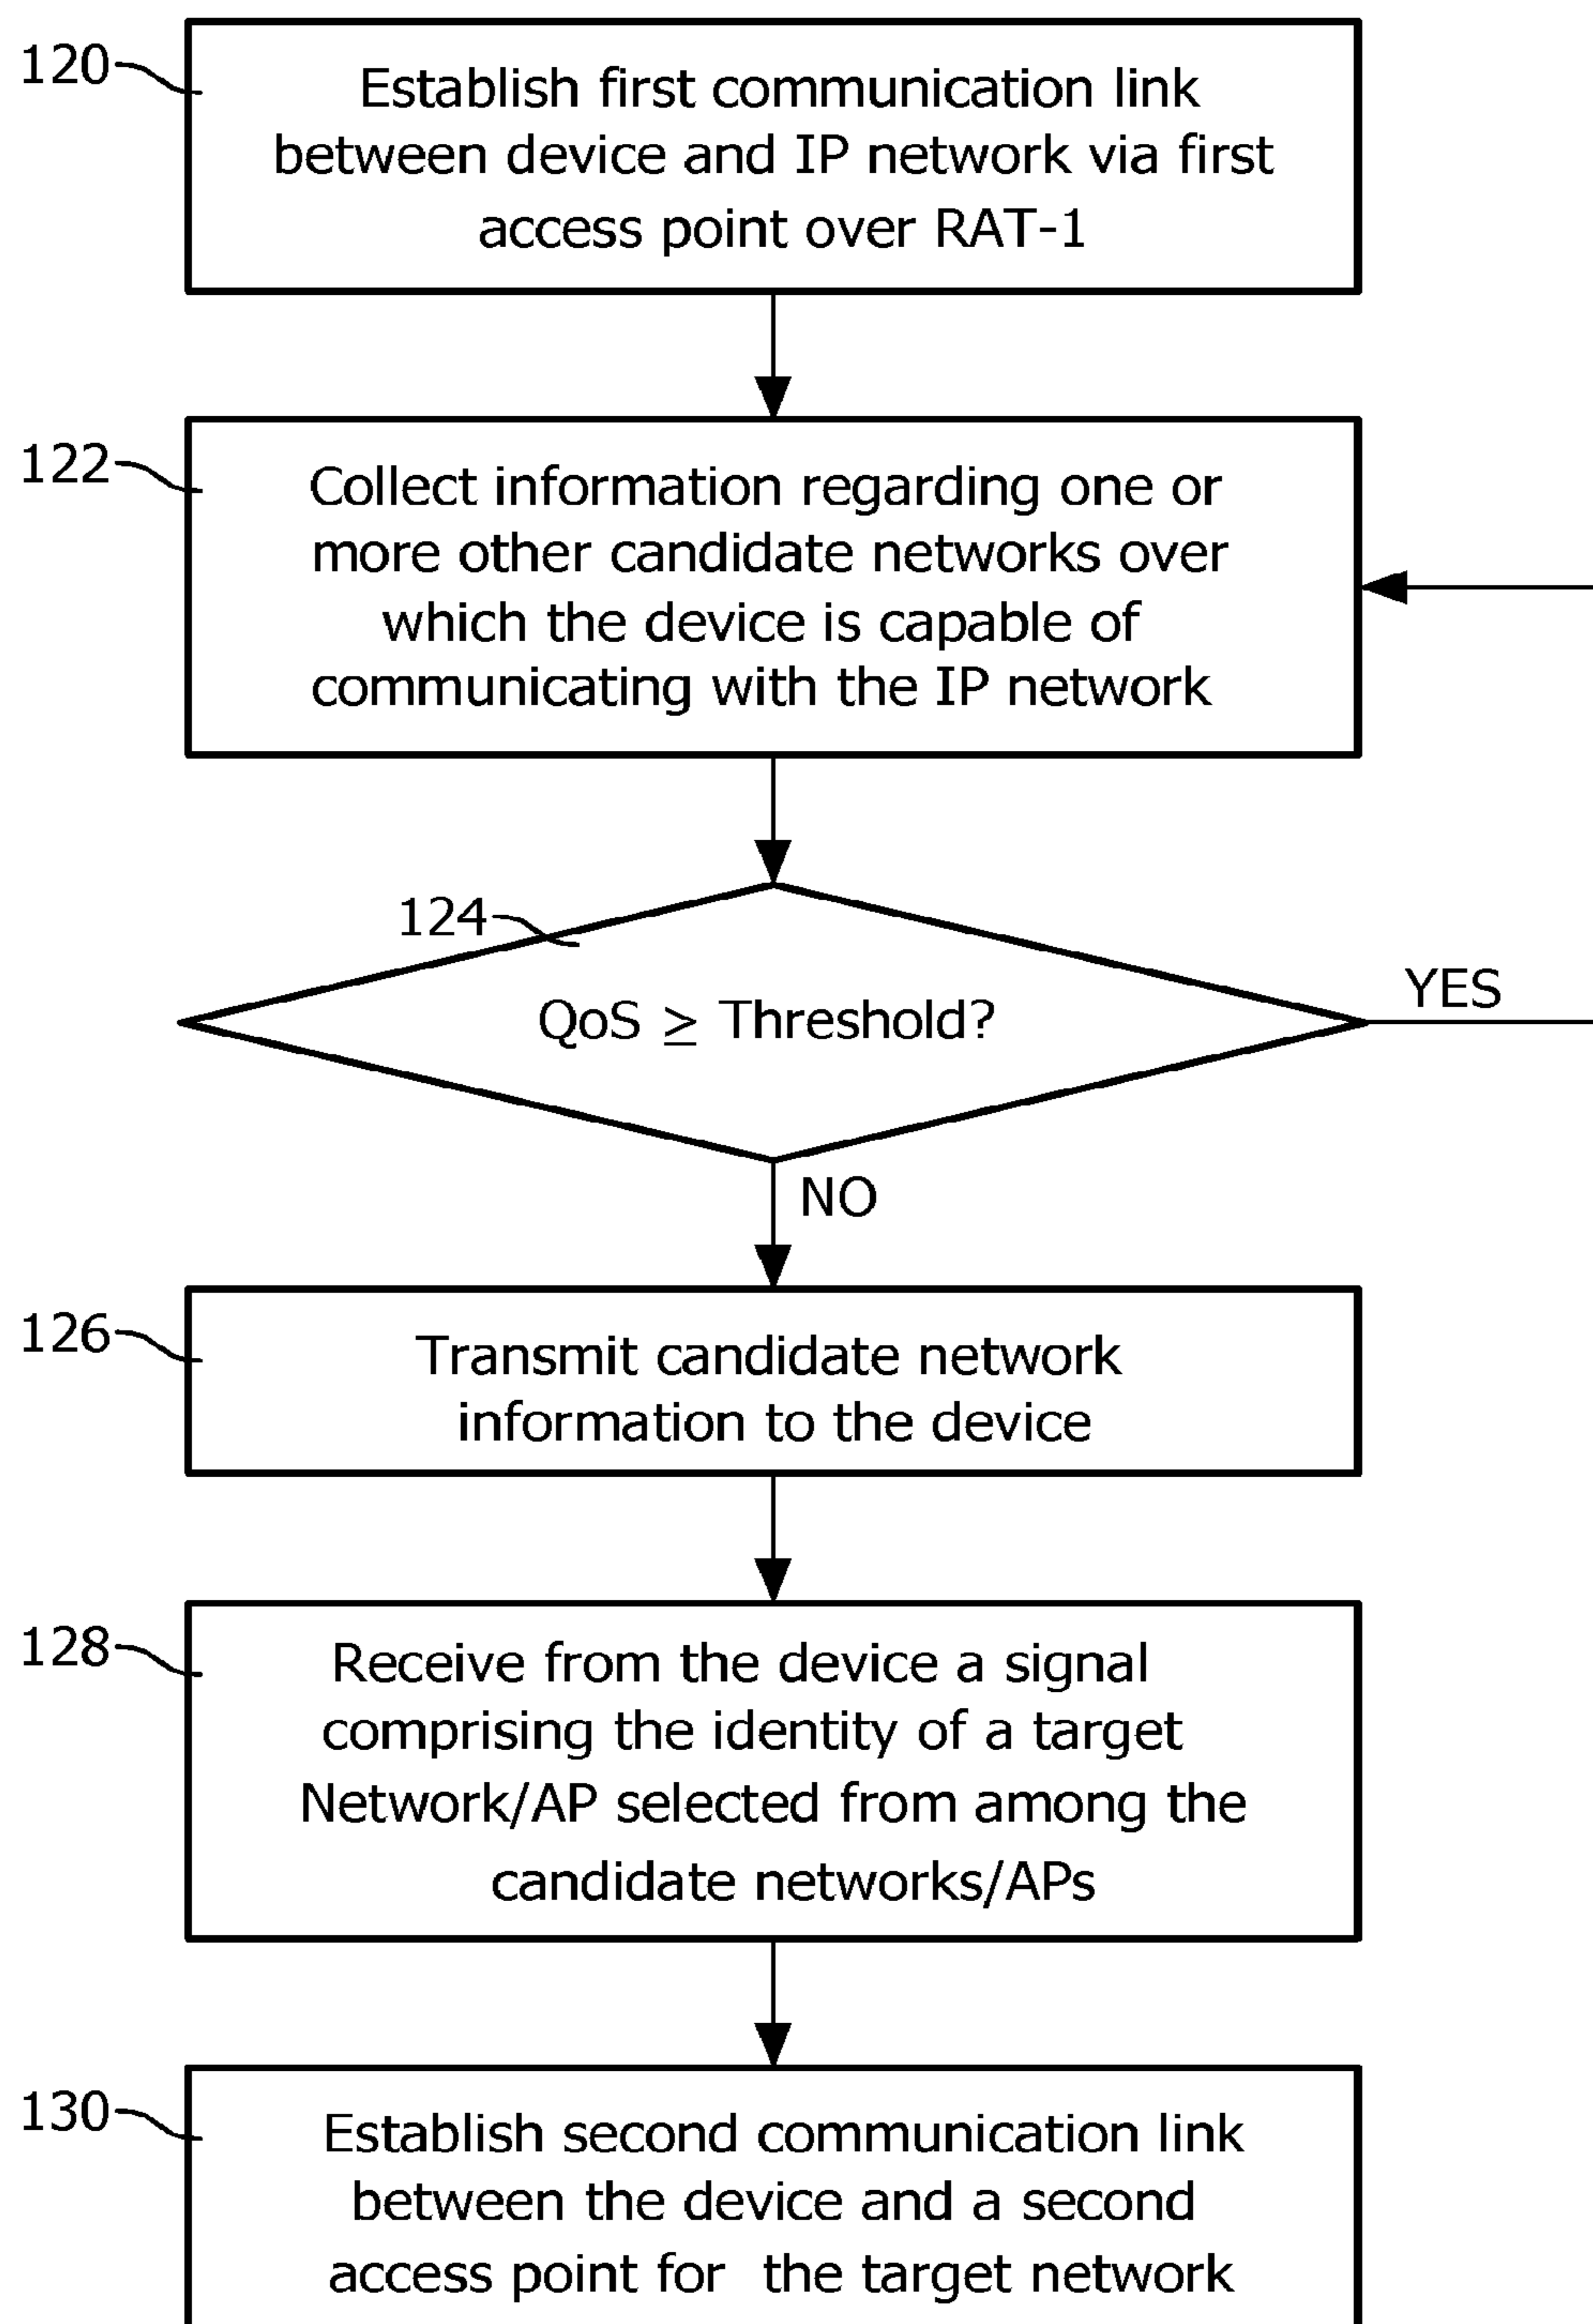 120
Establish first communication link
between device and IP network via first
access point over RAT-1
122
Collect information regarding one or
more other candidate networks over
which the device is capable of
communicating with the IP network
124
QoS ≥ Threshold?
YES
NO
126
Transmit candidate network
information to the device
128
Receive from the device a signal
comprising the identity of a target
Network/AP selected from among the
candidate networks/APs
130
Establish second communication link
between the device and a second
access point for the target network